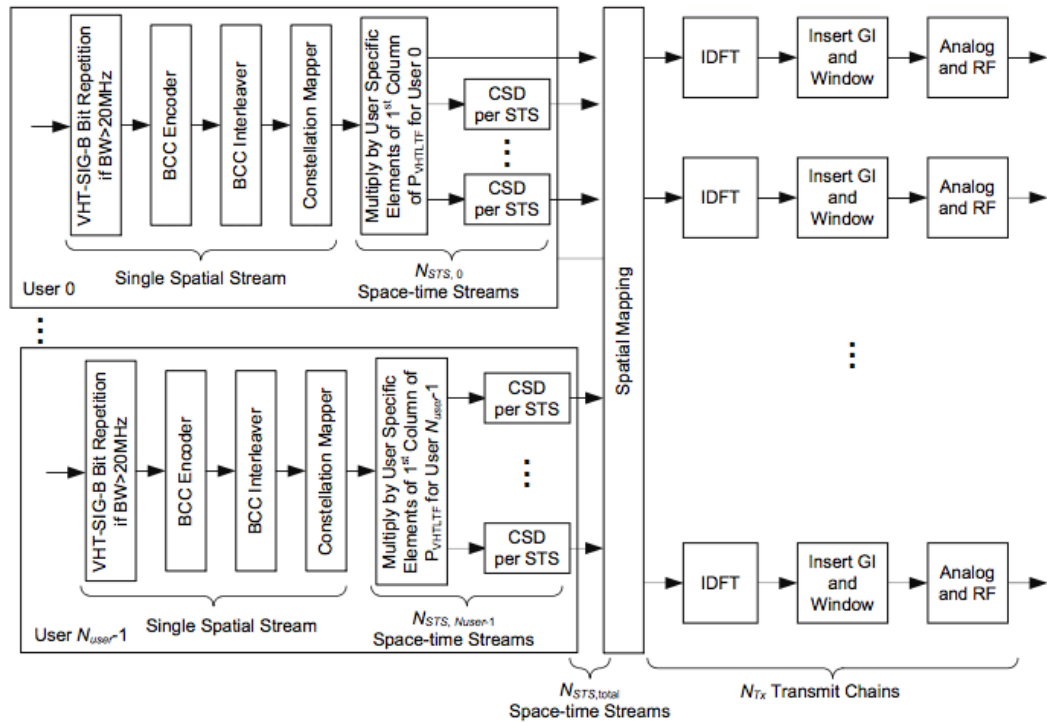 VHT-SIG-B Bit Repetition
if BW>20MHz
BCC Encoder
BCC Interleaver
Constellation Mapper
Multiply by User Specific
Elements of 1st Column
of PVHTLTF for User 0
CSD
per STS
CSD
per STS
Single Spatial Stream
NSTS, 0
Space-time Streams
User 0
VHT-SIG-B Bit Repetition
if BW>20MHz
BCC Encoder
BCC Interleaver
Constellation Mapper
Multiply by User Specific
Elements of 1st Column of
PVHTLTF for User Nuser-1
CSD
per STS
CSD
per STS
Single Spatial Stream
NSTS, Nuser-1
Space-time Streams
User Nuser-1
NSTS,total
Space-time Streams
Spatial Mapping
IDFT
Insert GI
and
Window
Analog
and RF
IDFT
Insert GI
and
Window
Analog
and RF
IDFT
Insert GI
and
Window
Analog
and RF
NTx Transmit Chains